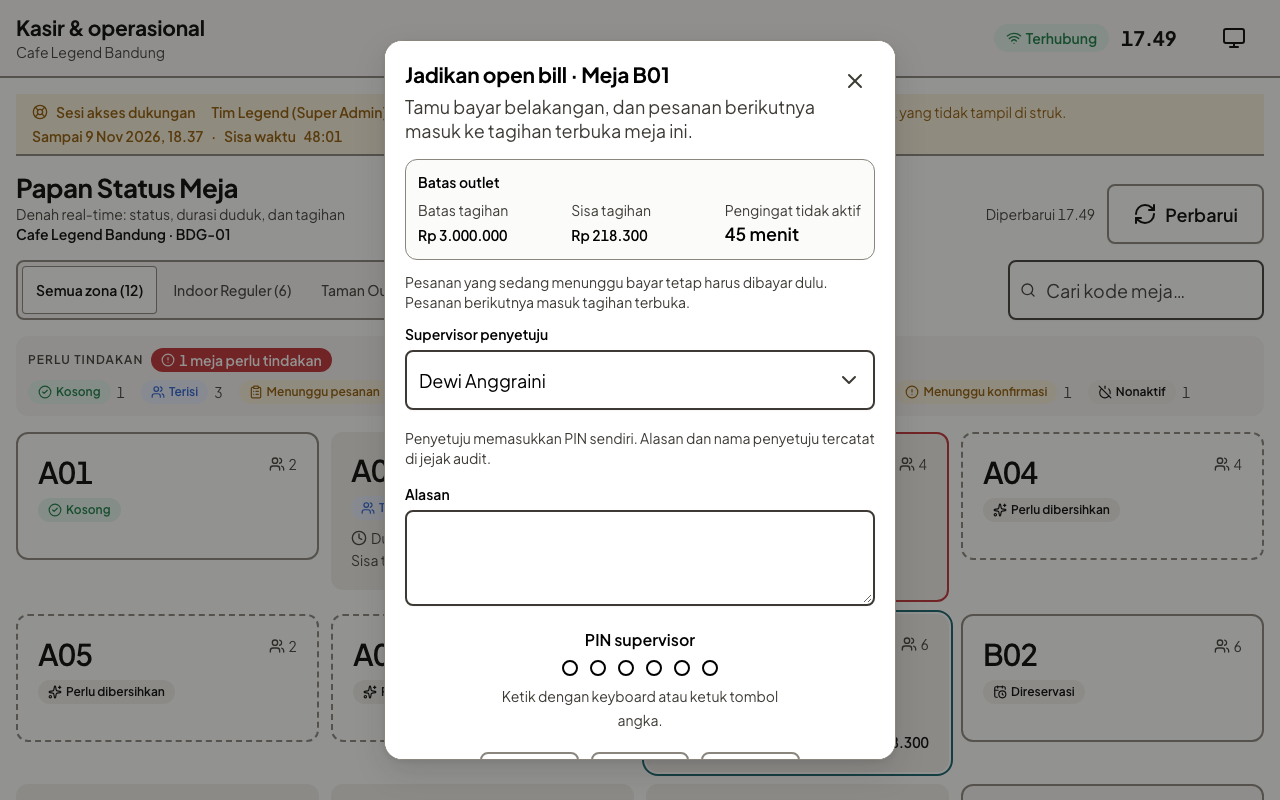 Kasir & operasional
Cafe Legend Bandung
Terhubung
17.49
Sesi akses dukungan Tim Legend (Super Admin)
yang tidak tampil di struk.
Sampai 9 Nov 2026, 18.37 · Sisa waktu 48:01
Papan Status Meja
Denah real-time: status, durasi duduk, dan tagihan
Cafe Legend Bandung · BDG-01
Diperbarui 17.49
Perbarui
Semua zona (12)
Indoor Reguler (6)
Taman
Cari kode meja…
PERLU TINDAKAN
1 meja perlu tindakan
Kosong 1
Terisi 3
Menunggu pesanan
Menunggu konfirmasi 1
Nonaktif 1
A01
2
Kosong
4
A04
4
Perlu dibersihkan
A05
2
Perlu dibersihkan
6
B02
6
Direservasi
Jadikan open bill · Meja B01
Tamu bayar belakangan, dan pesanan berikutnya
masuk ke tagihan terbuka meja ini.
Batas outlet
Batas tagihan
Rp 3.000.000
Sisa tagihan
Rp 218.300
Pengingat tidak aktif
45 menit
Pesanan yang sedang menunggu bayar tetap harus dibayar dulu.
Pesanan berikutnya masuk tagihan terbuka.
Supervisor penyetuju
Dewi Anggraini
Penyetuju memasukkan PIN sendiri. Alasan dan nama penyetuju tercatat
di jejak audit.
Alasan
PIN supervisor
Ketik dengan keyboard atau ketuk tombol
angka.